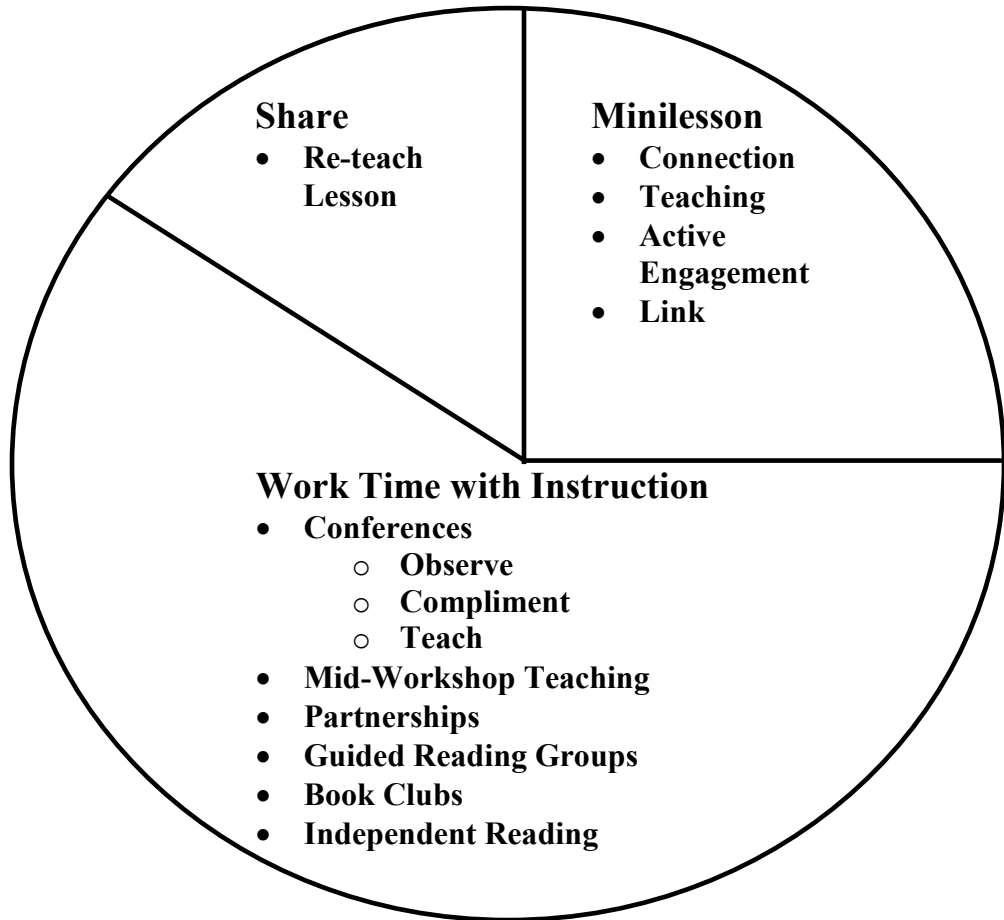 Share
• Re-teach
Lesson
Minilesson
• Connection
• Teaching
• Active
Engagement
• Link
Work Time with Instruction
• Conferences
o Observe
o Compliment
o Teach
• Mid-Workshop Teaching
• Partnerships
• Guided Reading Groups
• Book Clubs
• Independent Reading